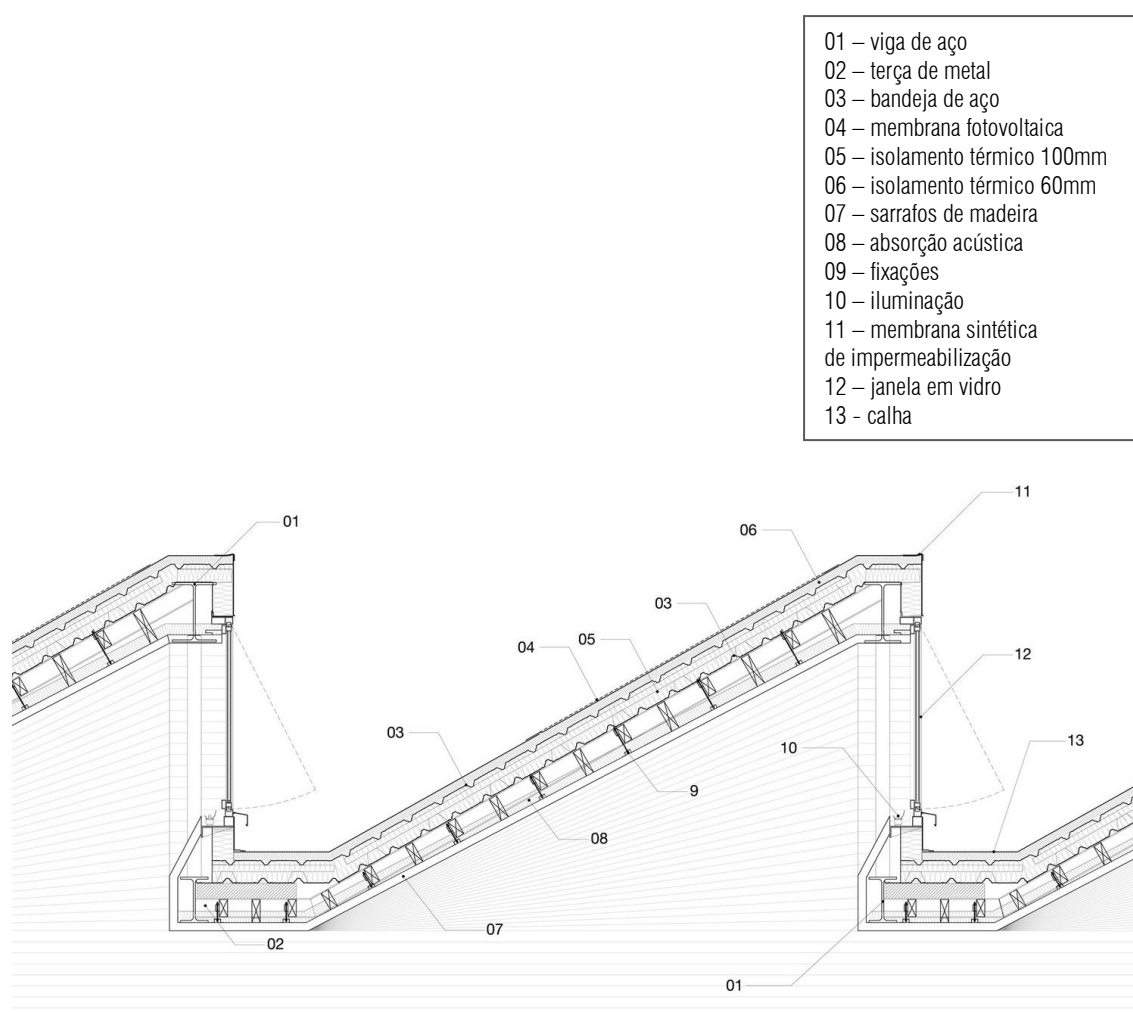 01 – viga de aço
02 – terça de metal
03 – bandeja de aço
04 – membrana fotovoltaica
05 – isolamento térmico 100mm
06 – isolamento térmico 60mm
07 – sarrafos de madeira
08 – absorção acústica
09 – fixações
10 – iluminação
11 – membrana sintética
de impermeabilização
12 – janela em vidro
13 - calha
11
01
06
03
05
04
12
03
10
13
9
08
07
02
01